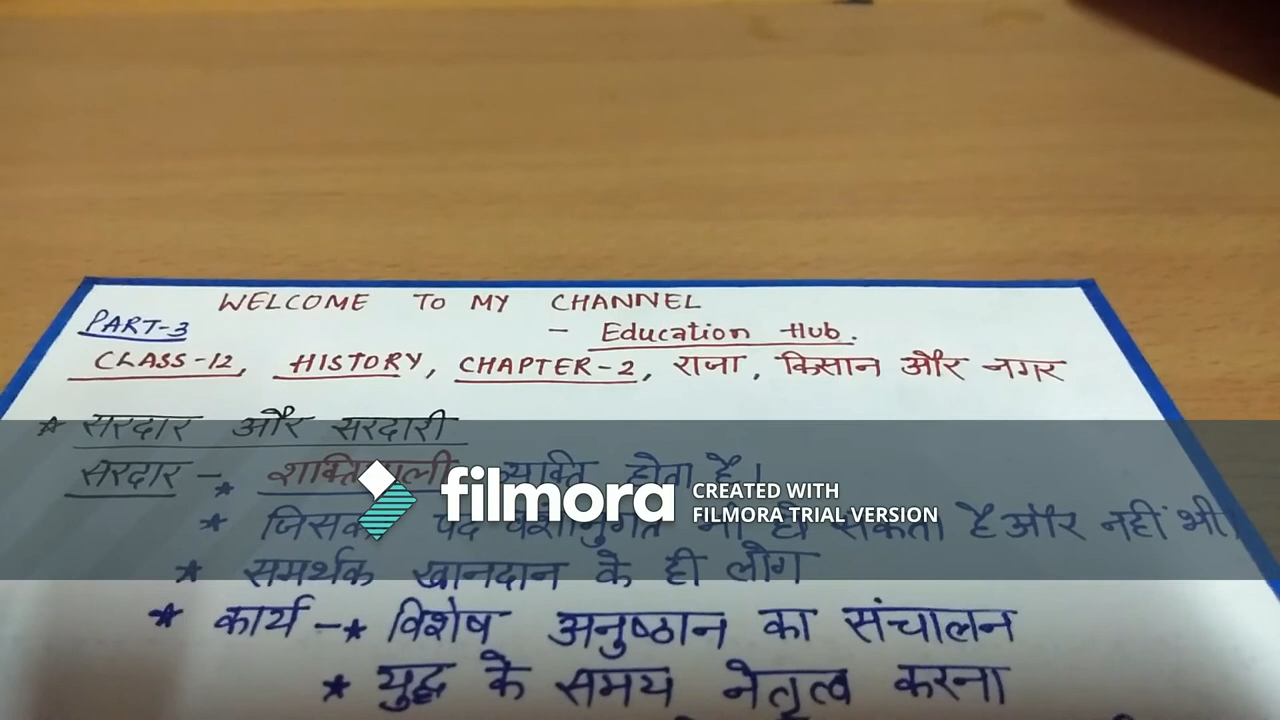 WELCOME TO MY CHANNEL
PART-3
- Education Hub.
CLASS-12, HISTORY, CHAPTER-2, राजा, किसान और नगर
* सरदार और सरदारी
सरदार - * शक्तिशाली व्यक्ति होता है।
* जिसका पद वंशानुगत भी हो सकता है और नहीं भी।
* समर्थक खानदान के ही लोग
* कार्य - * विशेष अनुष्ठान का संचालन
* युद्ध के समय नेतृत्व करना
filmora
CREATED WITH
FILMORA TRIAL VERSION